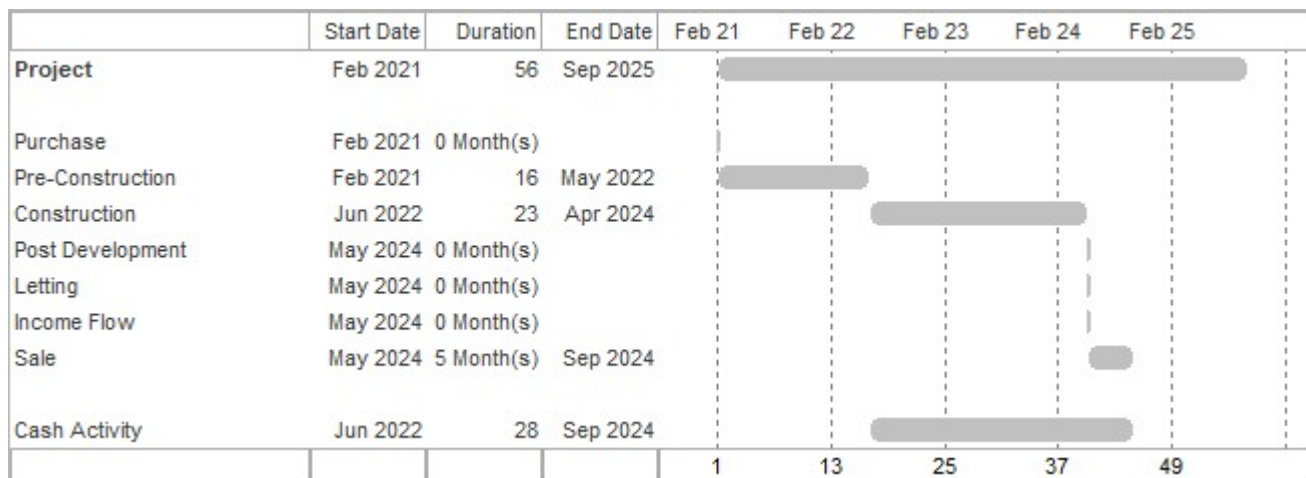 Start Date Duration End Date Feb 21 Feb 22 Feb 23 Feb 24 Feb 25
Project Feb 2021 56 Sep 2025
Purchase Feb 2021 0 Month(s)
Pre-Construction Feb 2021 16 May 2022
Construction Jun 2022 23 Apr 2024
Post Development May 2024 0 Month(s)
Letting May 2024 0 Month(s)
Income Flow May 2024 0 Month(s)
Sale May 2024 5 Month(s) Sep 2024
Cash Activity Jun 2022 28 Sep 2024
1 13 25 37 49